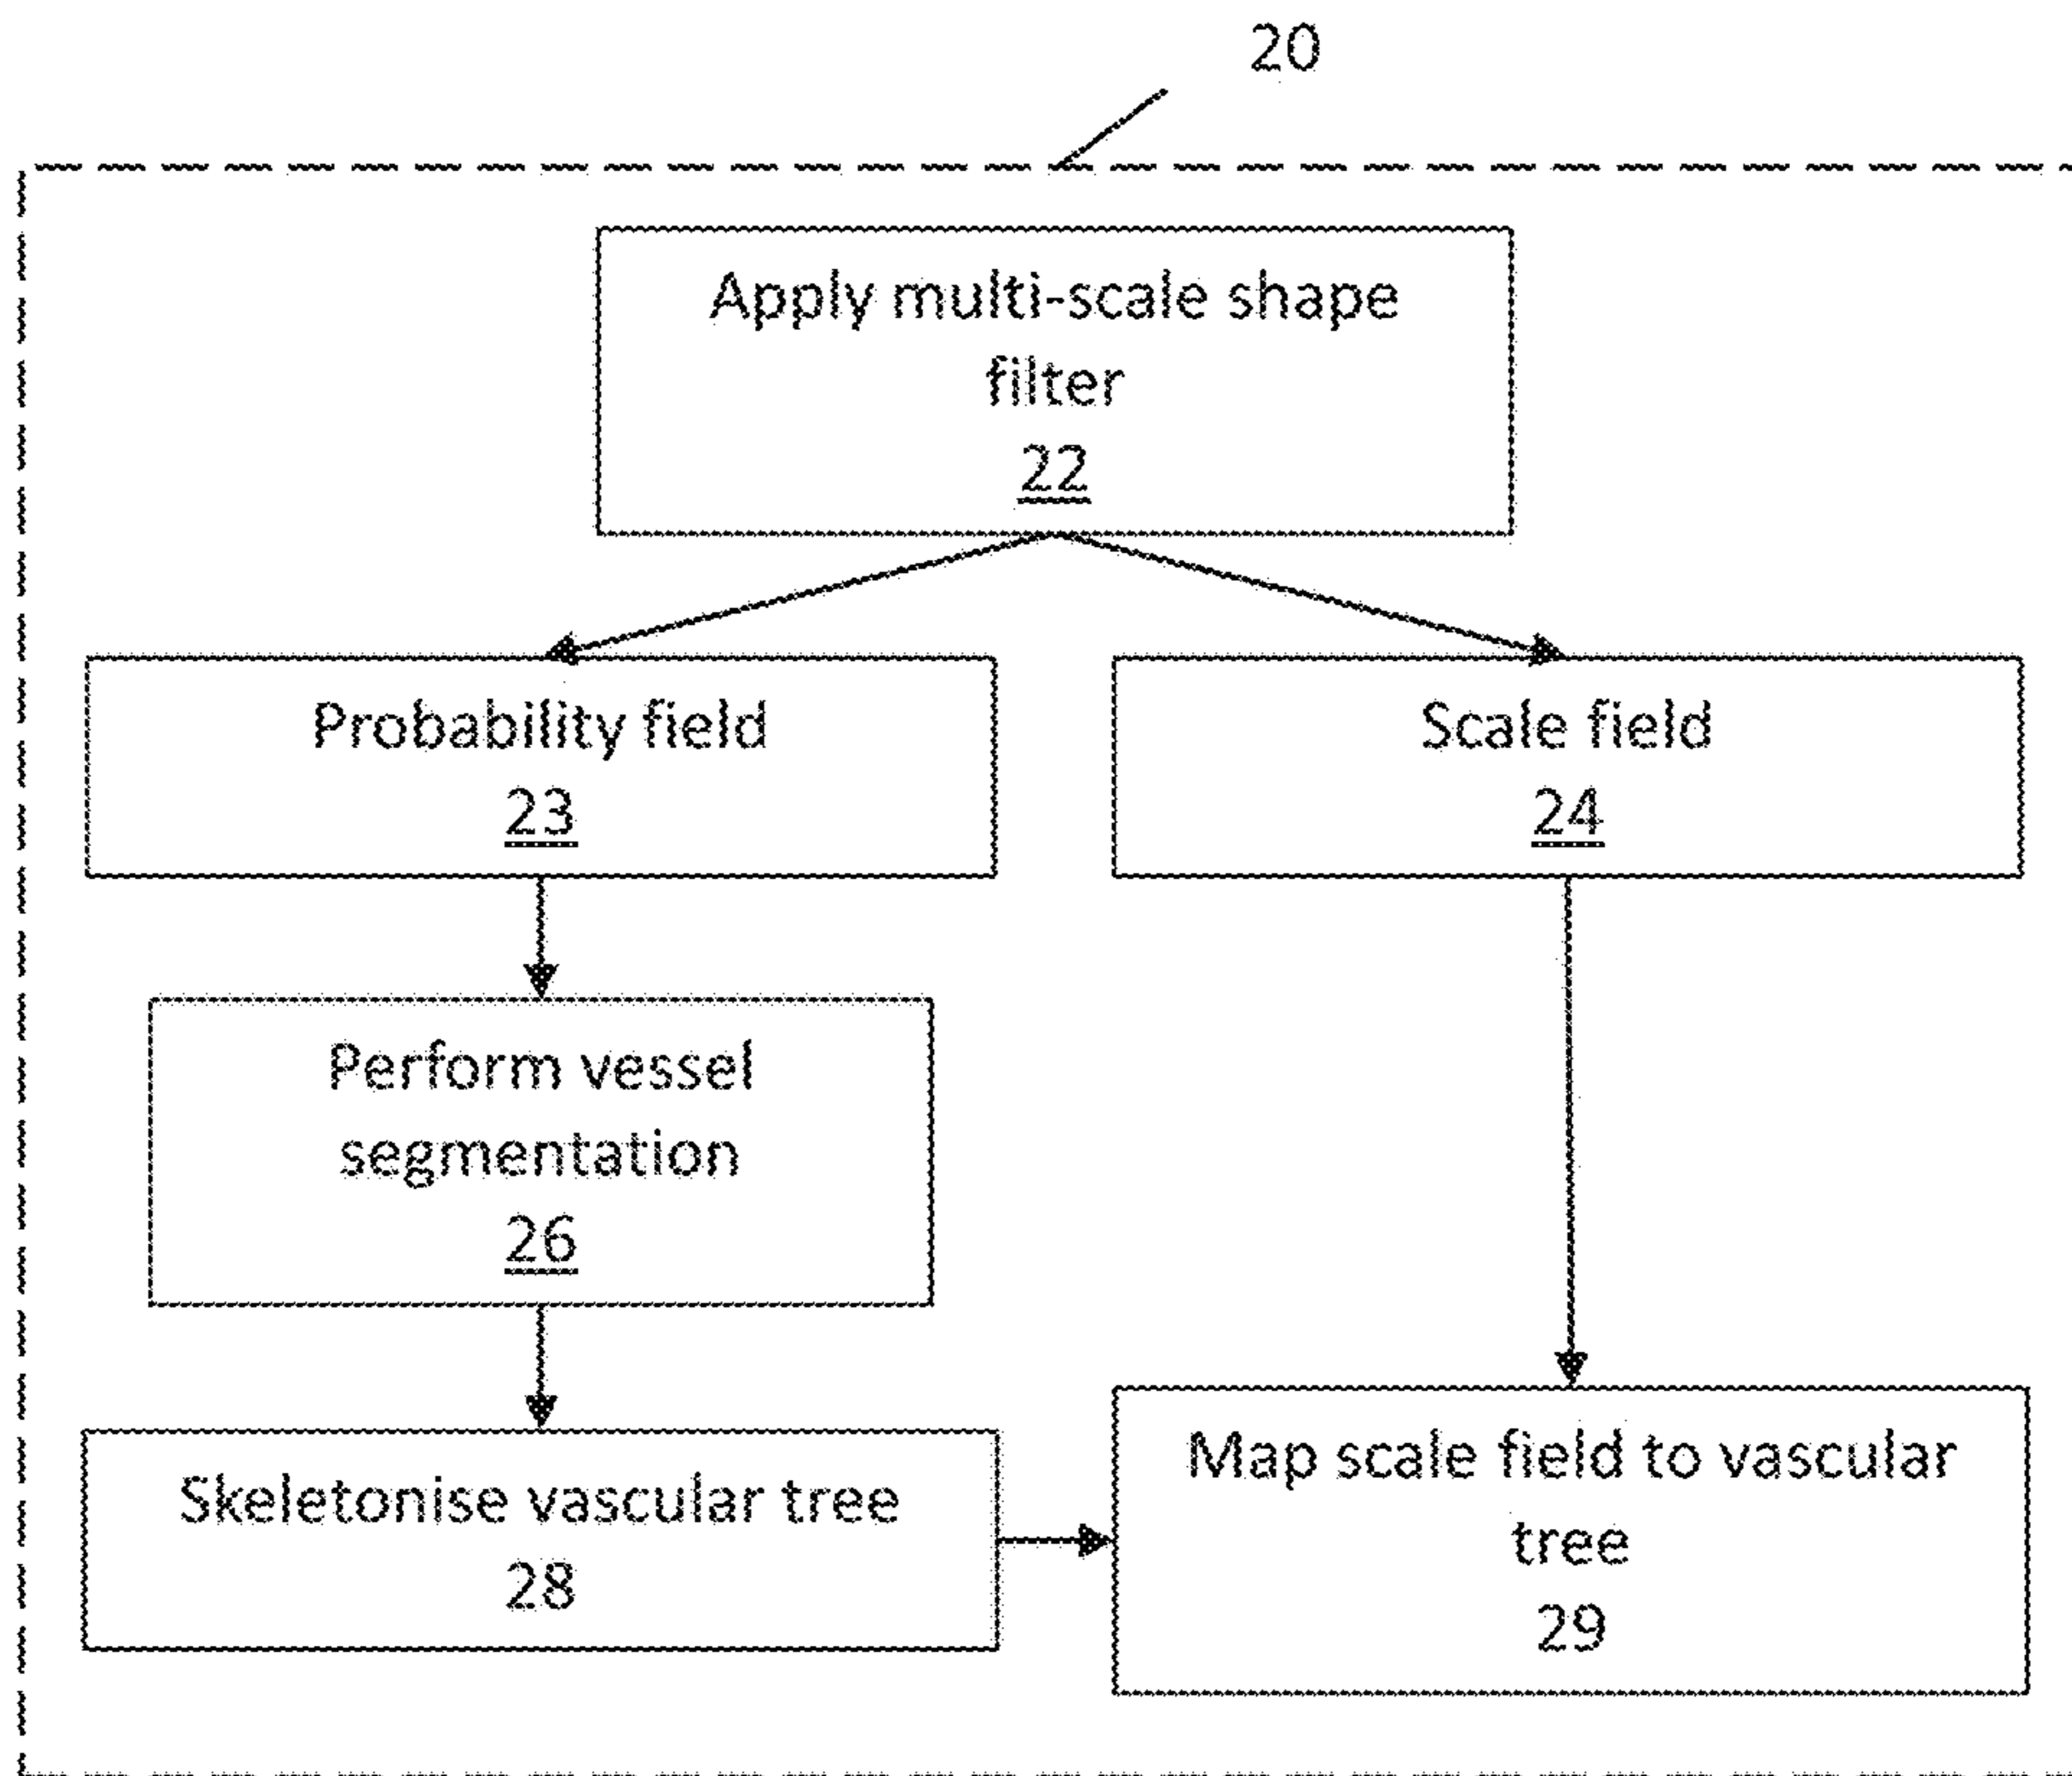 20
Apply multi-scale shape
filter
22
Probability field
23
Scale field
24
Perform vessel
segmentation
26
Skeletonise vascular tree
28
Map scale field to vascular
tree
29